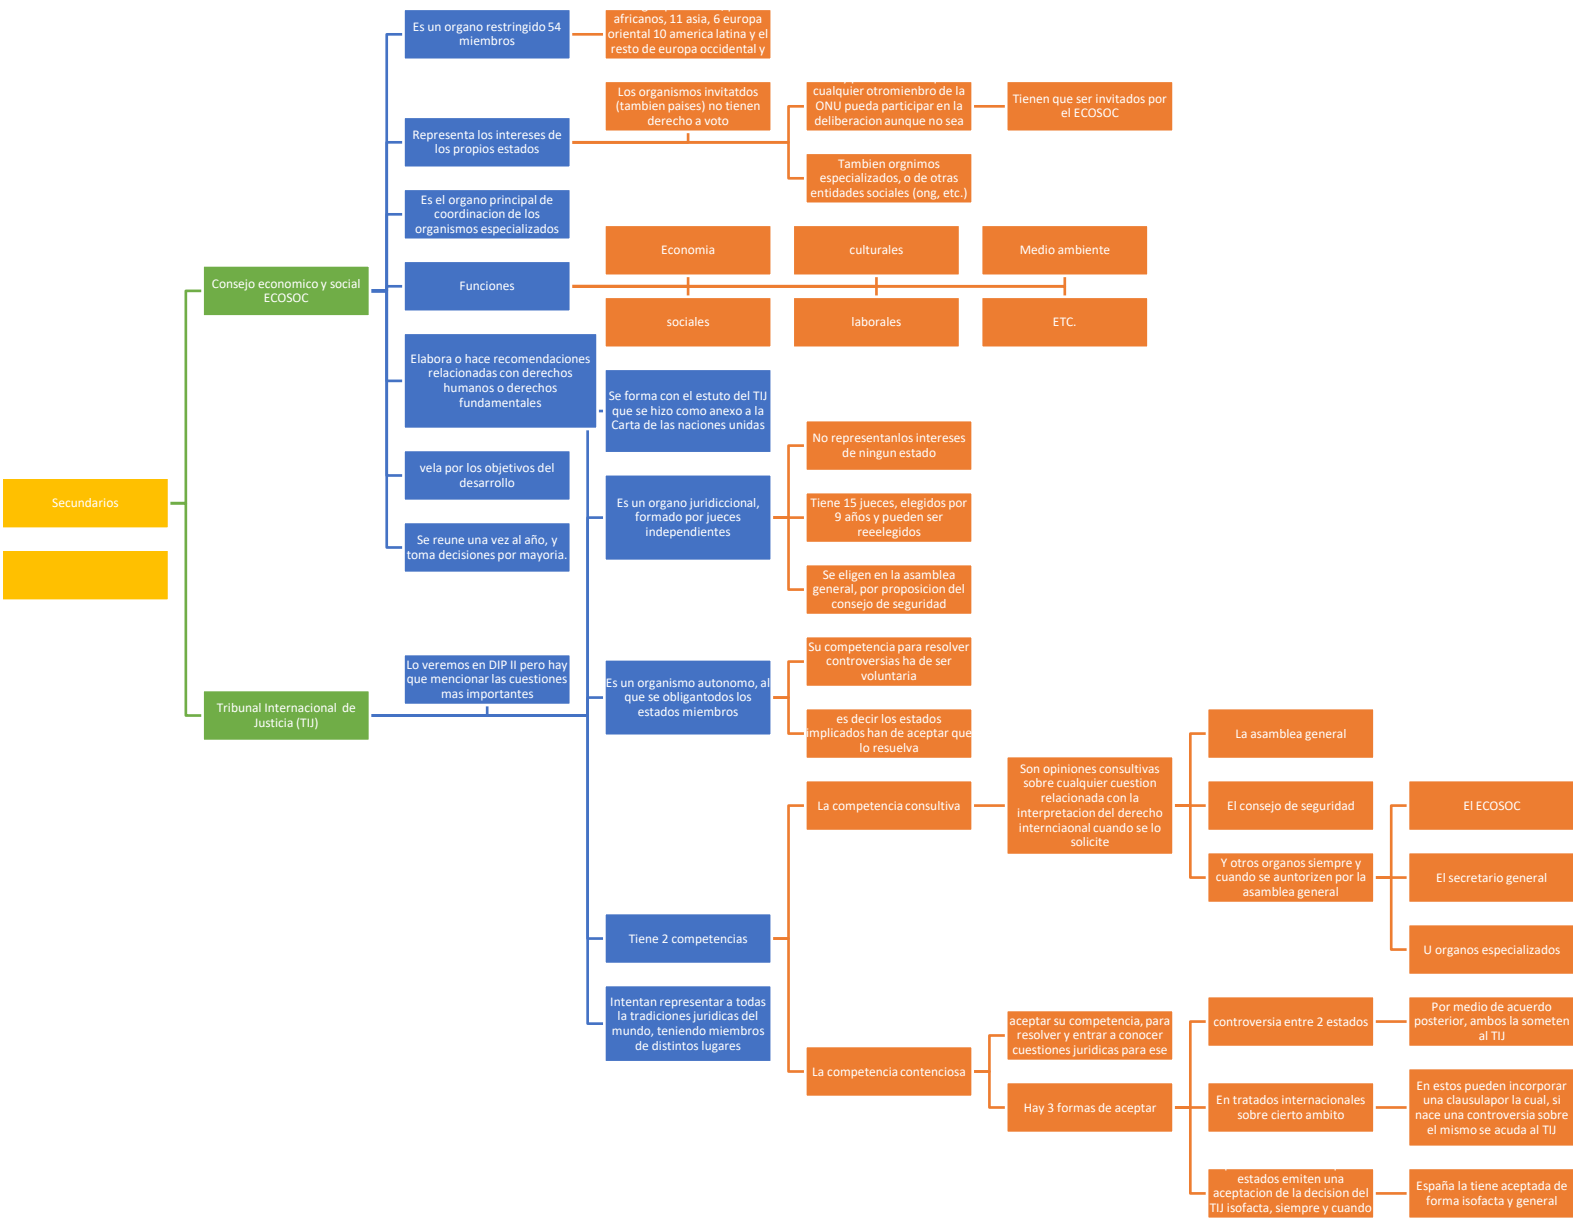 Secundarios
Consejo economico y social
ECOSOC
Es un organo restringido 54
miembros
africanos, 11 asia, 6 europa
oriental 10 america latina y el
resto de europa occidental y
Representa los intereses de
los propios estados
Los organismos invitatdos
(tambien paises) no tienen
derecho a voto
cualquier otromienbro de la
ONU pueda participar en la
deliberacion aunque no sea
Tienen que ser invitados por
el ECOSOC
Tambien orgnimos
especializados, o de otras
entidades sociales (ong, etc.)
Es el organo principal de
coordinacion de los
organismos especializados
Funciones
Economia
culturales
Medio ambiente
sociales
laborales
ETC.
Elabora o hace recomendaciones
relacionadas con derechos
humanos o derechos
fundamentales
vela por los objetivos del
desarrollo
Se reune una vez al año, y
toma decisiones por mayoria.
Tribunal Internacional de
Justicia (TIJ)
Lo veremos en DIP II pero hay
que mencionar las cuestiones
mas importantes
Se forma con el estuto del TIJ
que se hizo como anexo a la
Carta de las naciones unidas
Es un organo juridiccional,
formado por jueces
independientes
No representanlos intereses
de ningun estado
Tiene 15 jueces, elegidos por
9 años y pueden ser
reeelegidos
Se eligen en la asamblea
general, por proposicion del
consejo de seguridad
Es un organismo autonomo, al
que se obligantodos los
estados miembros
Su competencia para resolver
controversias ha de ser
voluntaria
es decir los estados
implicados han de aceptar que
lo resuelva
Tiene 2 competencias
La competencia consultiva
Son opiniones consultivas
sobre cualquier cuestion
relacionada con la
interpretacion del derecho
interciaonal cuando se lo
solicite
La asamblea general
El consejo de seguridad
Y otros organos siempre y
cuando se auntorizen por la
asamblea general
El ECOSOC
El secretario general
U organos especializados
La competencia contenciosa
aceptar su competencia, para
resolver y entrar a conocer
cuestiones juridicas para ese
Hay 3 formas de aceptar
controversia entre 2 estados
Por medio de acuerdo
posterior, ambos la someten
al TIJ
En tratados internacionales
sobre cierto ambito
En estos pueden incorporar
una clausulapor la cual, si
nace una controversia sobre
el mismo se acuda al TIJ
estados emiten una
aceptacion de la decision del
TIJ isofacta, siempre y cuando
España la tiene aceptada de
forma isofacta y general
Intentan representar a todas
la tradiciones juridicas del
mundo, teniendo miembros
de distintos lugares